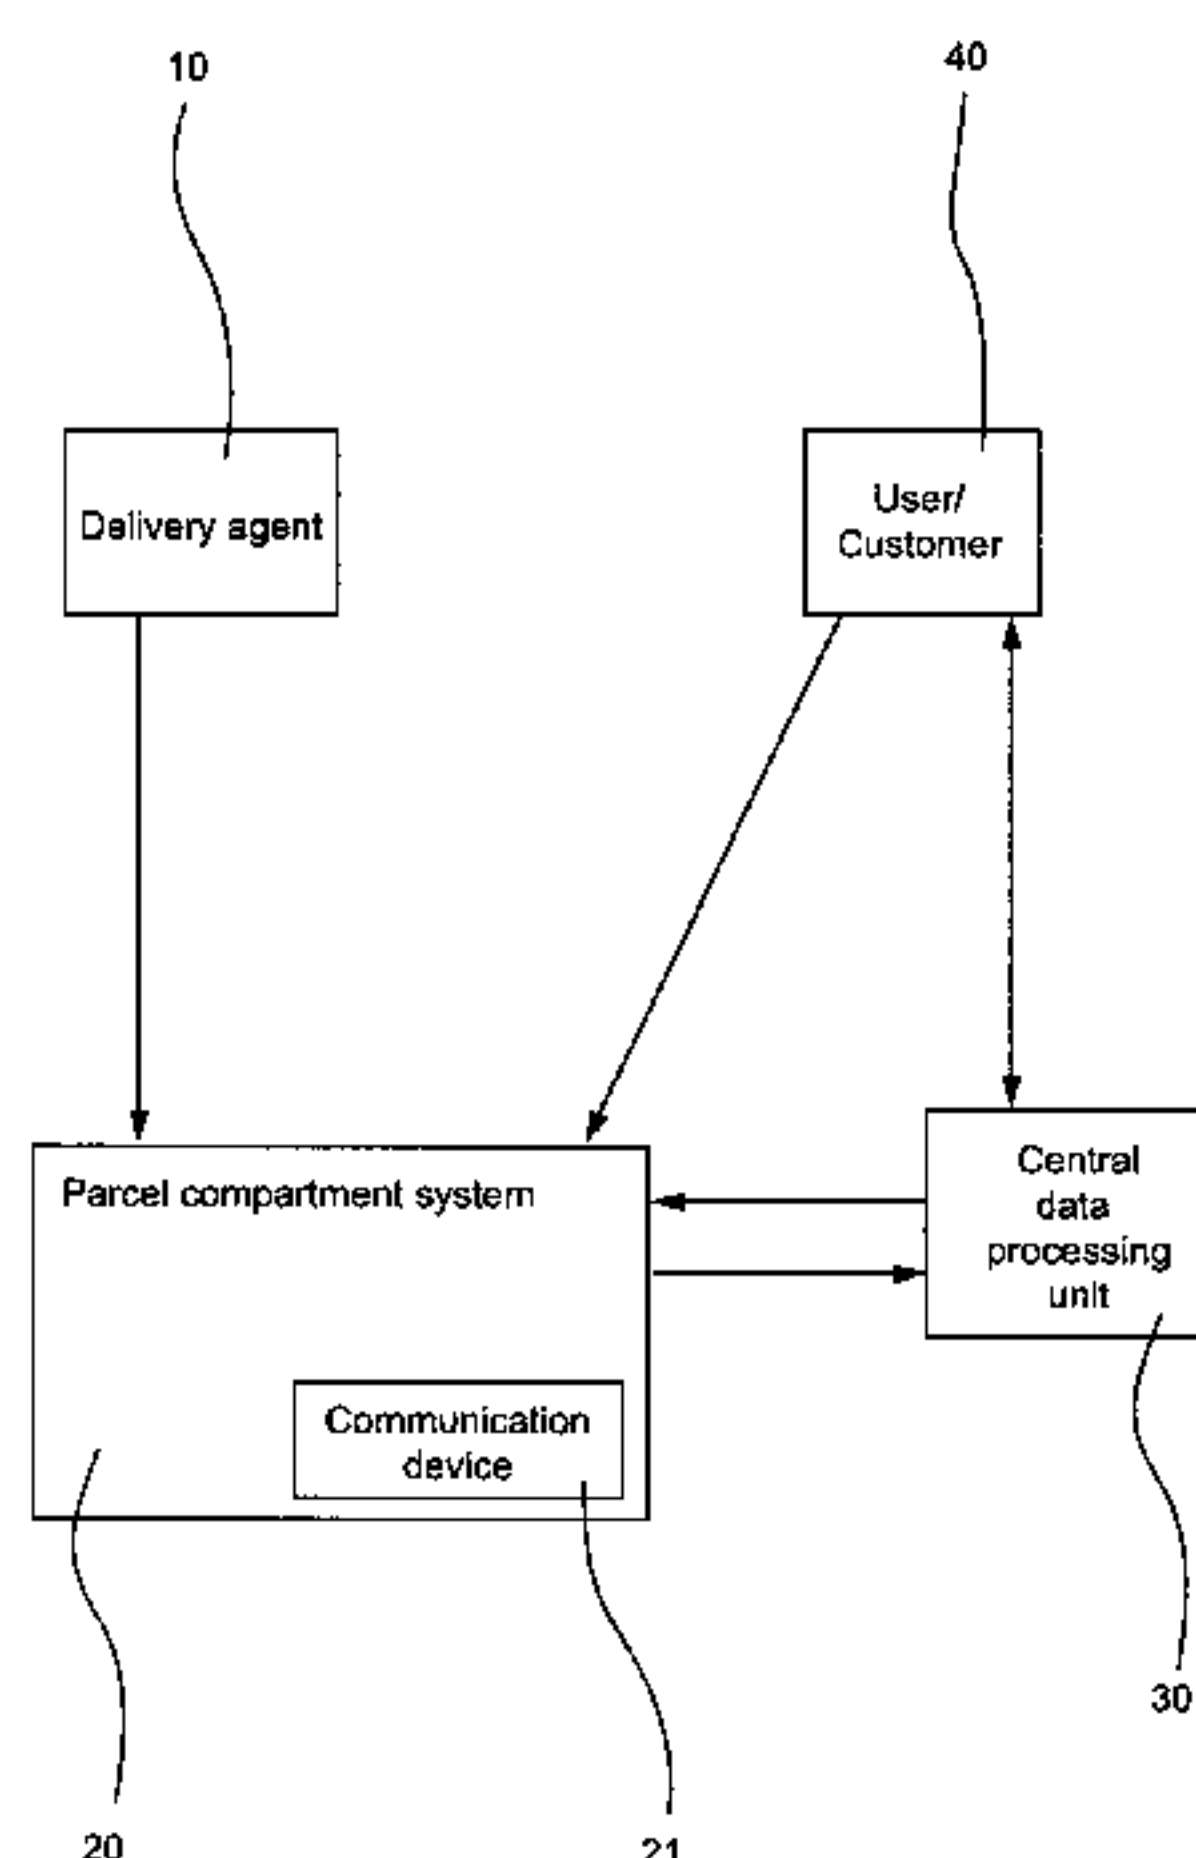 10
40
Delivery agent
User/
Customer
Parcel compartment system
Central
data
processing
unit
Communication
device
30
20
21